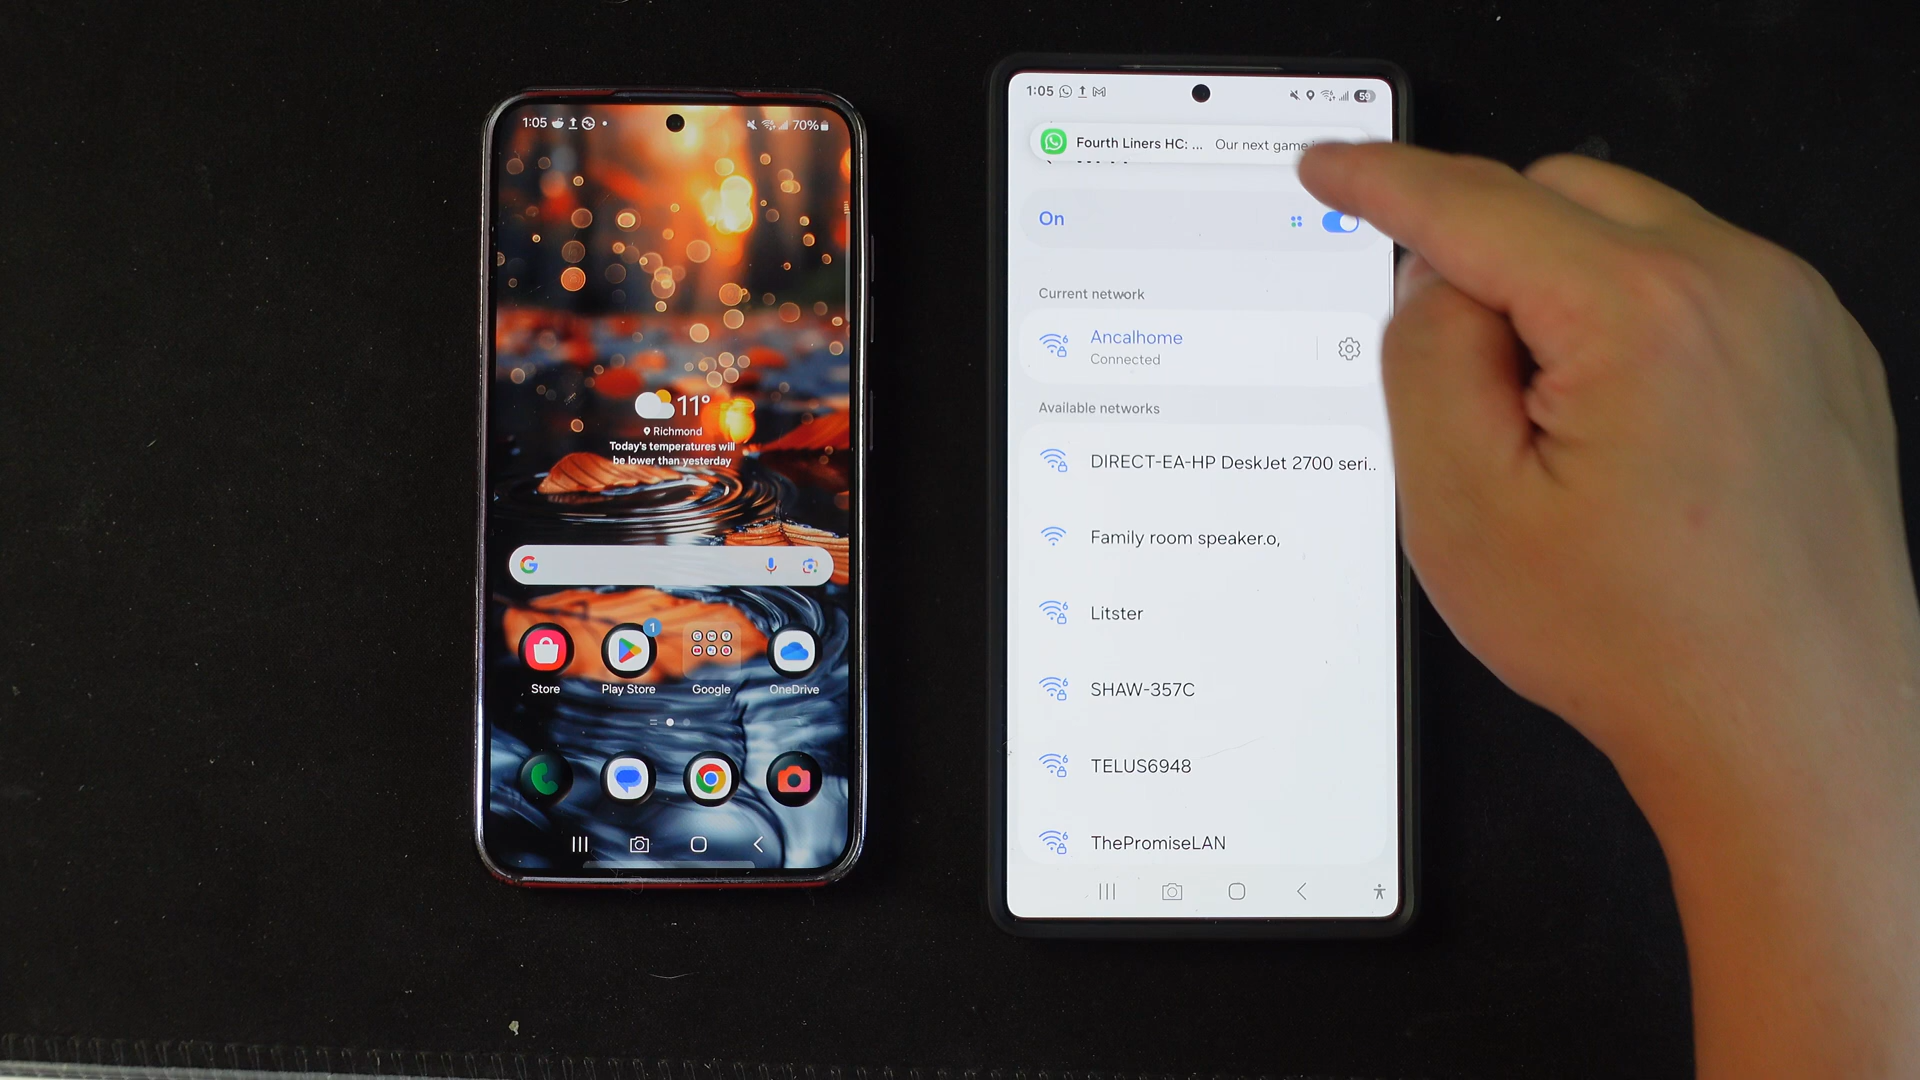 1:05
70%
11°
Richmond
Today's temperatures will
be lower than yesterday
1
Store
Play Store
Google
OneDrive
1:05
59
Fourth Liners HC: ... Our next game
On
Current network
Ancalhome
Connected
Available networks
DIRECT-EA-HP DeskJet 2700 seri..
Family room speaker.o,
Litster
SHAW-357C
TELUS6948
ThePromiseLAN